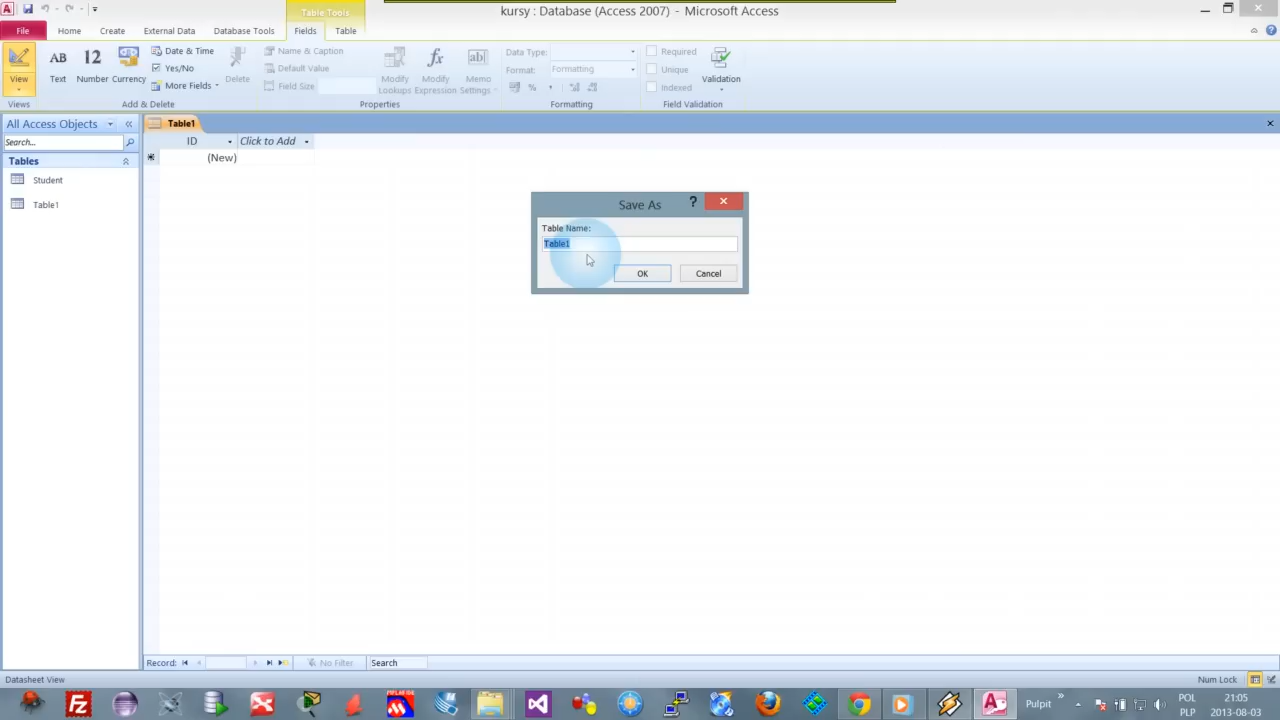 Table Tools
kursy : Database (Access 2007) - Microsoft Access
File Home Create External Data Database Tools Fields Table
View
Views
AB Text
12 Number
Currency
Date & Time
Yes/No
More Fields
Delete
Add & Delete
Name & Caption
Default Value
Field Size
Modify Lookups
fx Modify Expression
ab Memo Settings
Properties
Data Type:
Format: Formatting
%
Formatting
Required
Unique
Indexed
Validation
Field Validation
All Access Objects
Search...
Tables
Student
Table1
Table1
ID Click to Add
(New)
Save As
Table Name:
Table1
OK Cancel
Record: No Filter Search
Datasheet View Num Lock
Pulpit
POL
PLP
21:05
2013-08-03